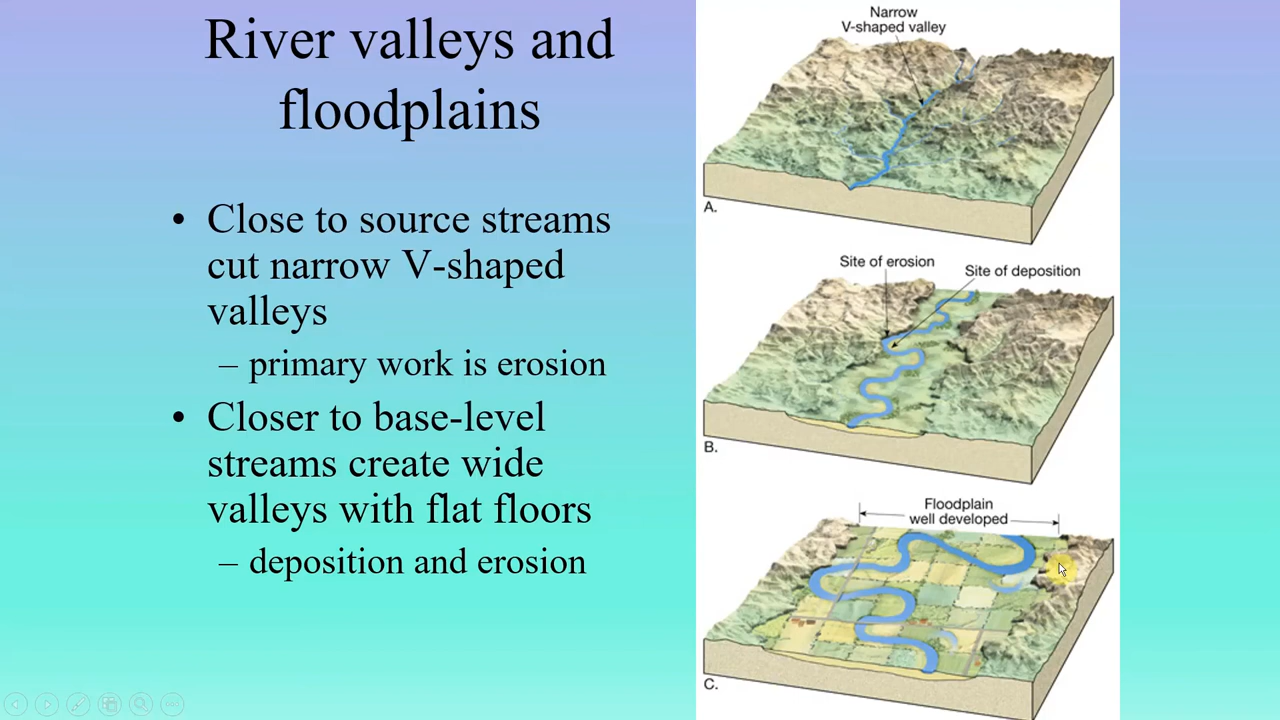 River valleys and
floodplains
• Close to source streams
cut narrow V-shaped
valleys
– primary work is erosion
• Closer to base-level
streams create wide
valleys with flat floors
– deposition and erosion
Narrow
V-shaped valley
A.
Site of erosion
Site of deposition
B.
Floodplain
well developed
C.